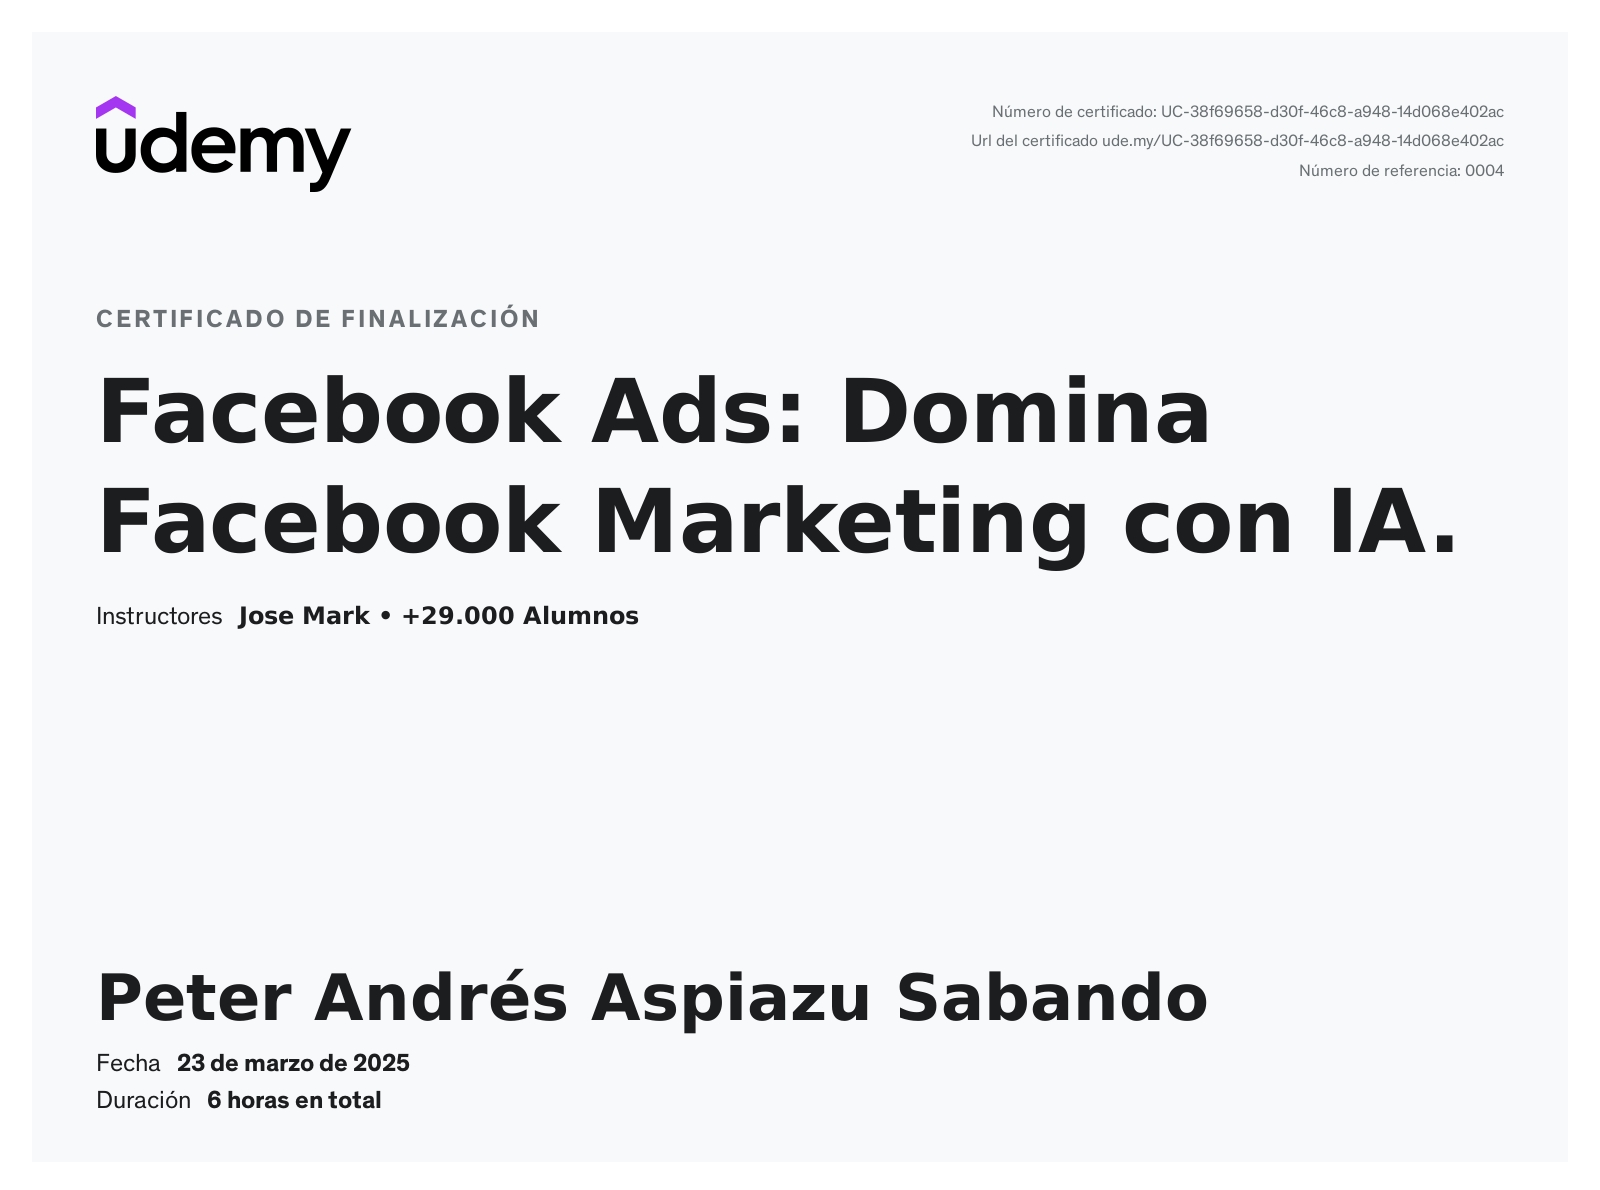 udemy
Número de certificado: UC-38f69658-d30f-46c8-a948-14d068e402ac
Url del certificado ude.my/UC-38f69658-d30f-46c8-a948-14d068e402ac
Número de referencia: 0004
CERTIFICADO DE FINALIZACIÓN
Facebook Ads: Domina
Facebook Marketing con IA.
Instructores Jose Mark • +29.000 Alumnos
Peter Andrés Aspiazu Sabando
Fecha 23 de marzo de 2025
Duración 6 horas en total